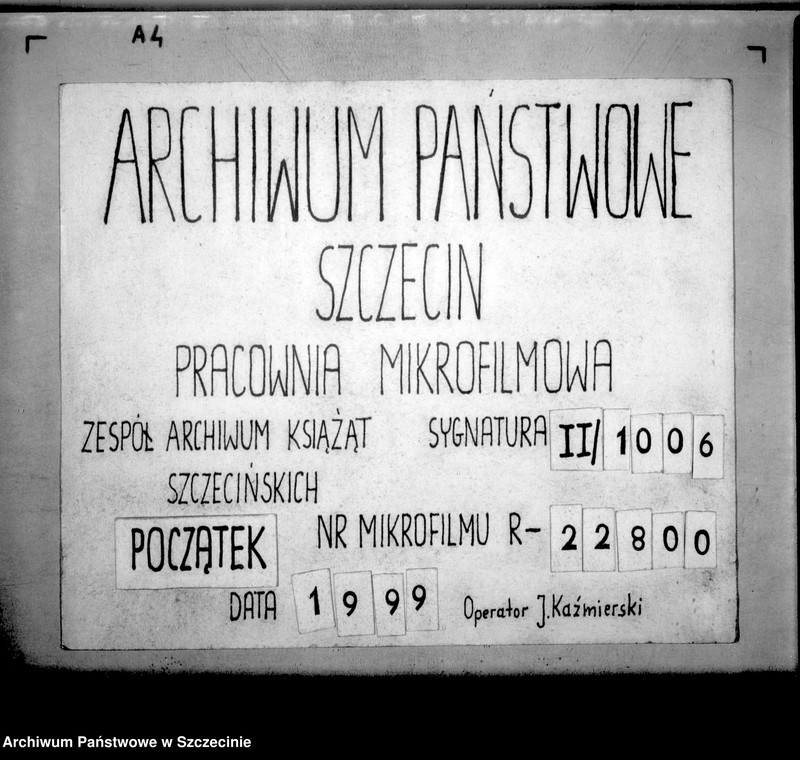 A4
ARCHIWUM PAŃSTWOWE
SZCZECIN
PRACOWNIA MIKROFILMOWA
ZESPÓŁ ARCHIWUM KSIĄŻĄT SYGNATURA II/1006
SZCZECIŃSKICH
POCZĄTEK NR MIKROFILMU R-22800
DATA 1999 Operator J.Kaźmierski
Archiwum Państwowe w Szczecinie